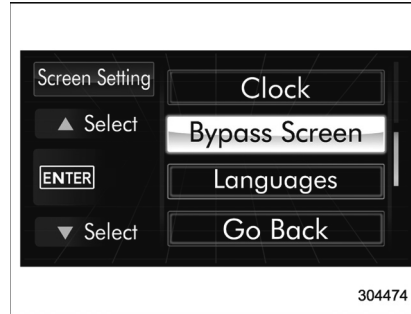 Screen Setting
▲ Select
ENTER
▼ Select
Clock
Bypass Screen
Languages
Go Back
304474